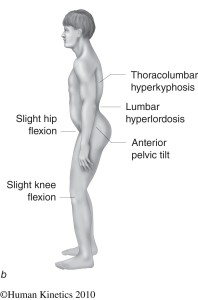 Thoracolumbar
hyperkyphosis
Lumbar
hyperlordosis
Slight hip
flexion
Anterior
pelvic tilt
Slight knee
flexion
b
©Human Kinetics 2010